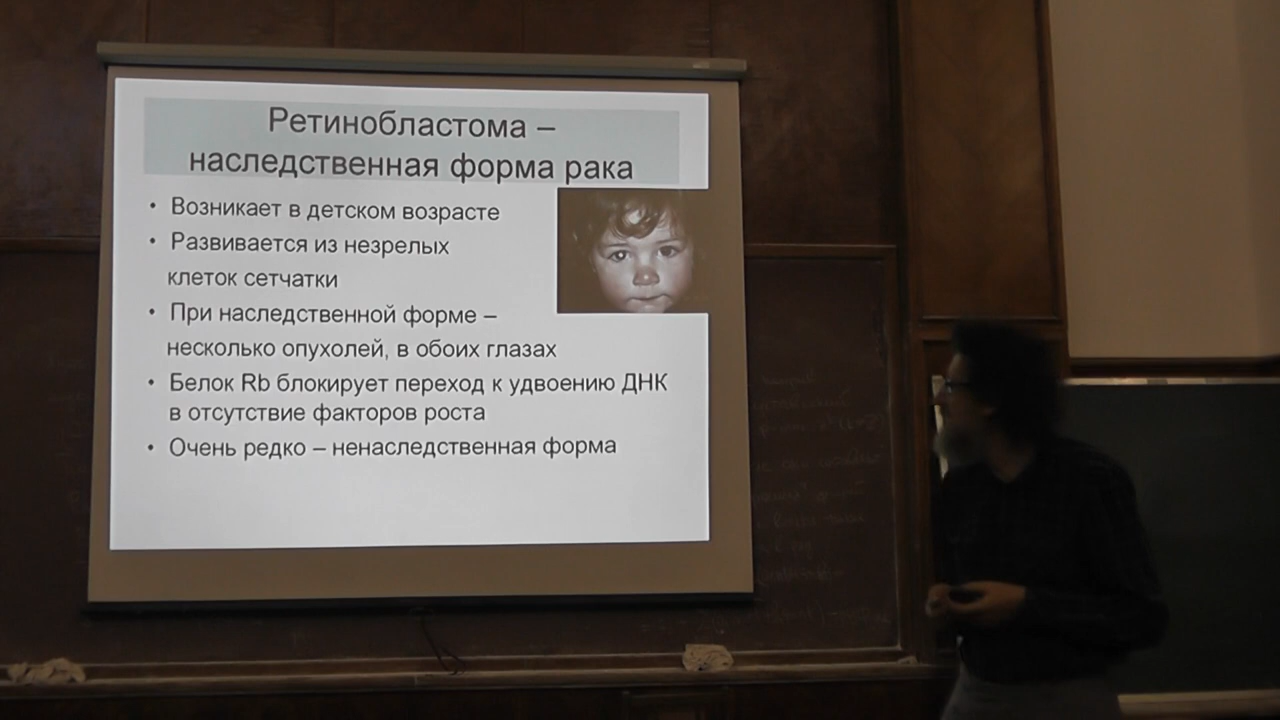 Ретинобластома –
наследственная форма рака
• Возникает в детском возрасте
• Развивается из незрелых
клеток сетчатки
• При наследственной форме –
несколько опухолей, в обоих глазах
• Белок Rb блокирует переход к удвоению ДНК
в отсутствие факторов роста
• Очень редко – ненаследственная форма